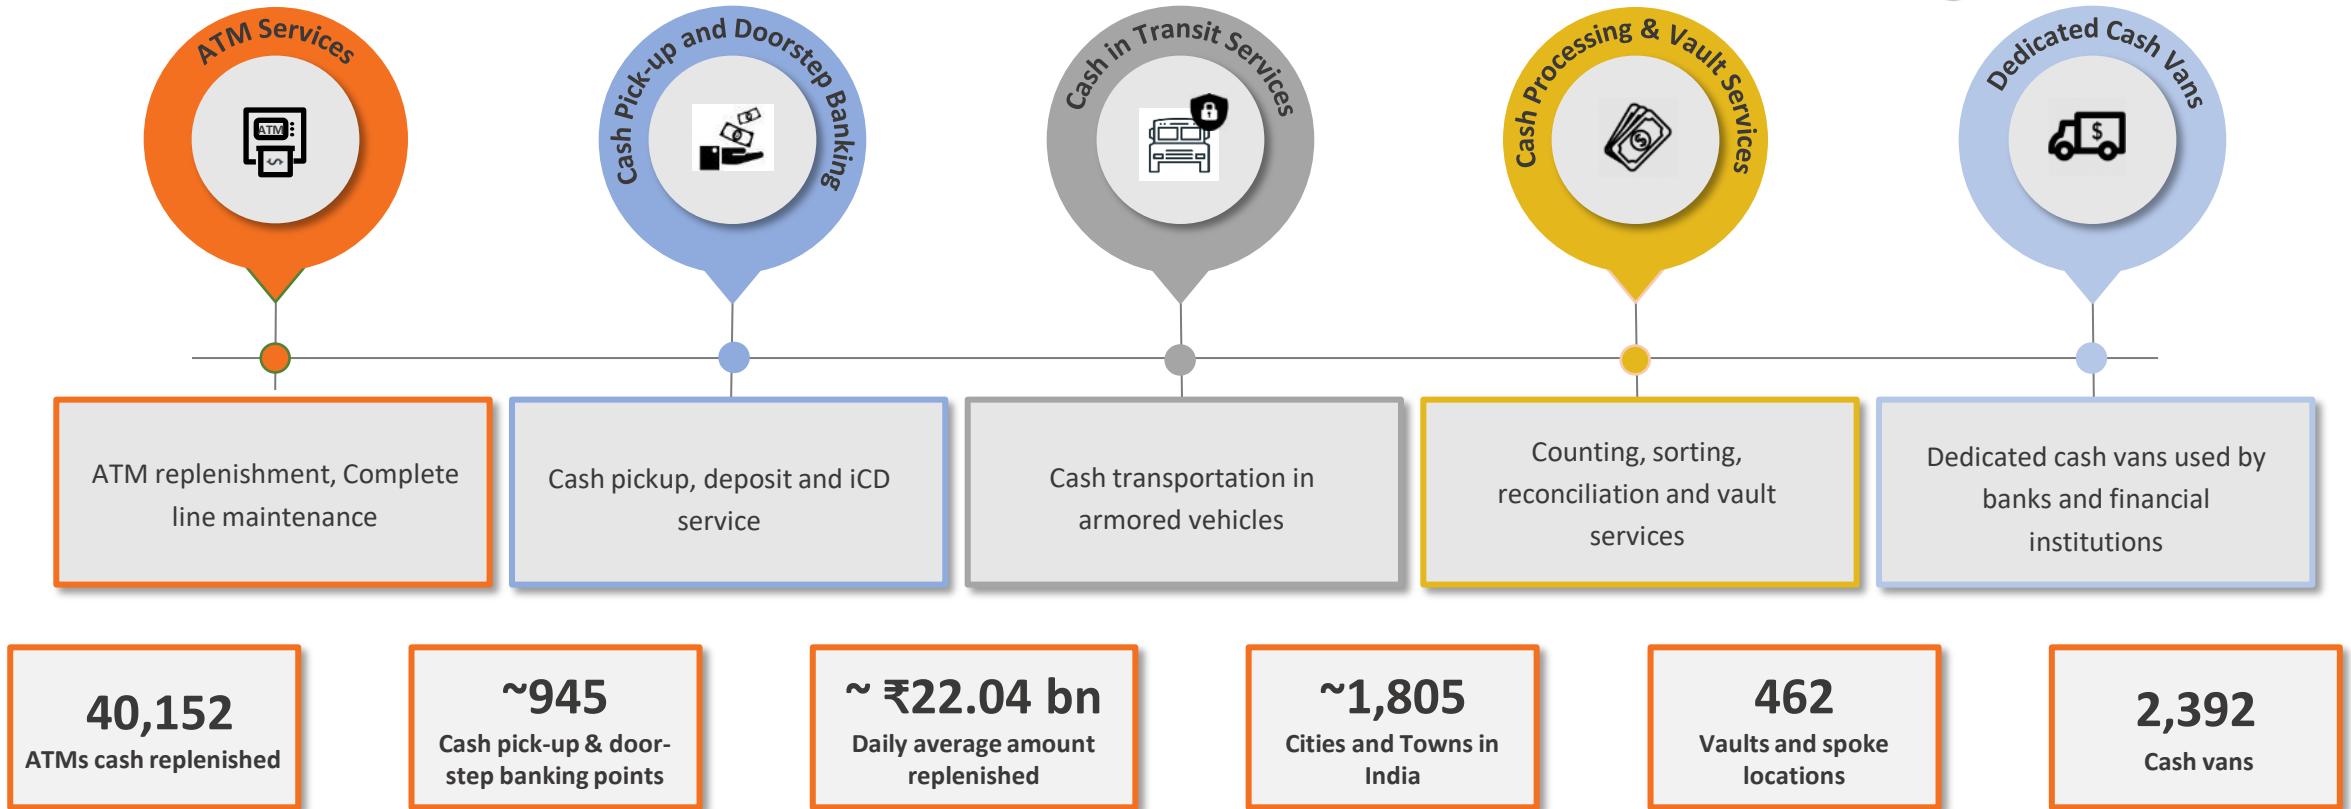 ATM Services
Cash Pick-up and Doorstep Banking
Cash in Transit Services
Cash Processing & Vault Services
Dedicated Cash Vans
ATM
$
$
ATM replenishment, Complete
line maintenance
Cash pickup, deposit and iCD
service
Cash transportation in
armored vehicles
Counting, sorting,
reconciliation and vault
services
Dedicated cash vans used by
banks and financial
institutions
40,152
ATMs cash replenished
~945
Cash pick-up & door-
step banking points
~ ₹22.04 bn
Daily average amount
replenished
~1,805
Cities and Towns in
India
462
Vaults and spoke
locations
2,392
Cash vans